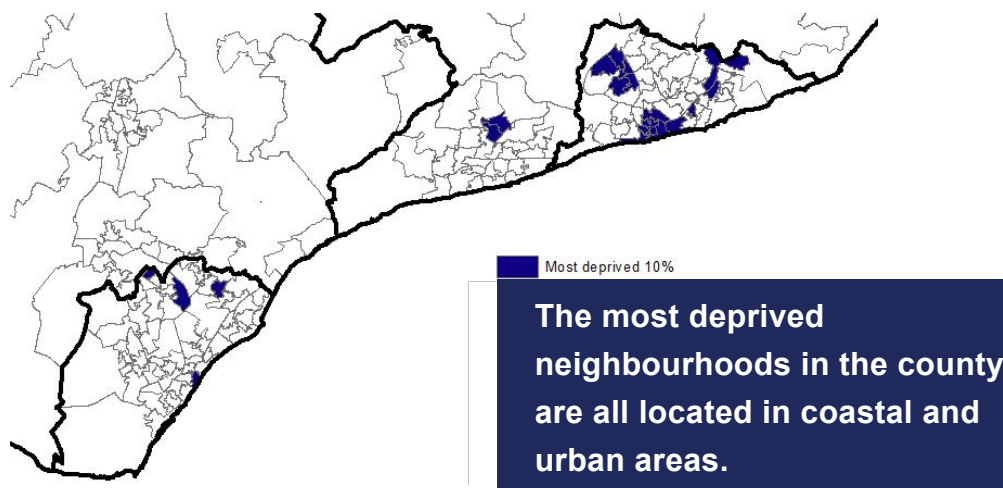 Most deprived 10%
The most deprived
neighbourhoods in the county
are all located in coastal and
urban areas.